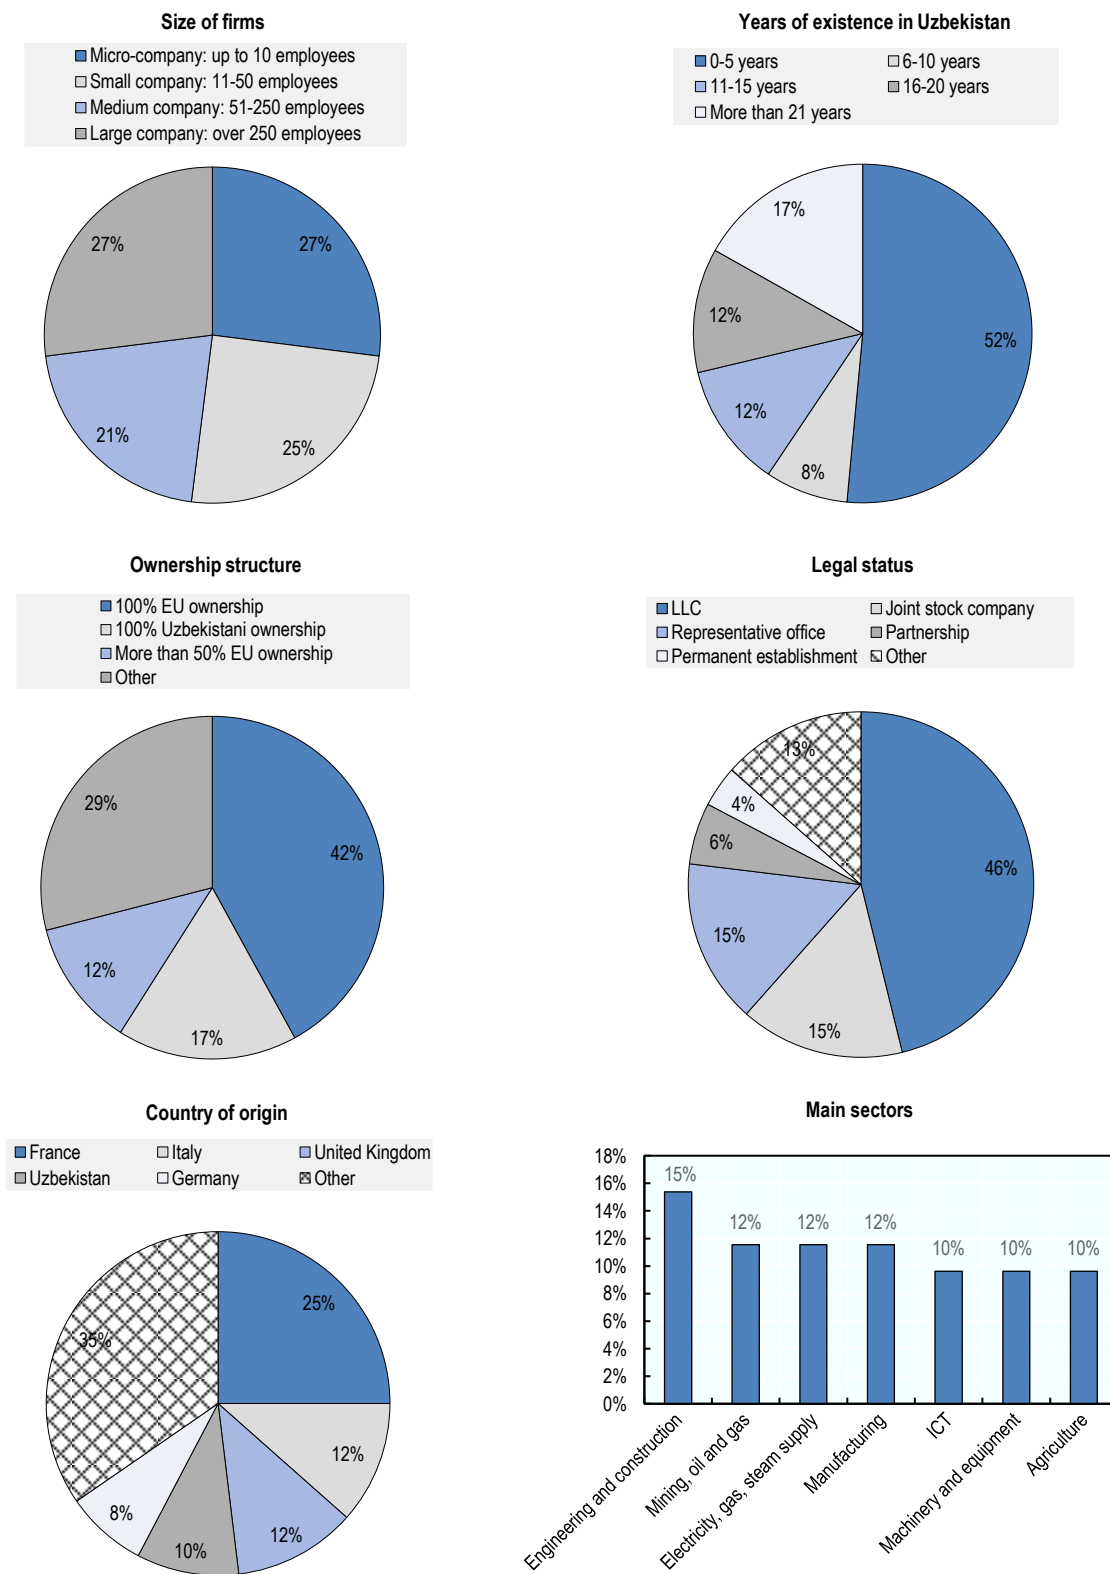 Size of firms
Micro-company: up to 10 employees
Small company: 11-50 employees
Medium company: 51-250 employees
Large company: over 250 employees
27%
27%
21%
25%
Years of existence in Uzbekistan
0-5 years
6-10 years
11-15 years
16-20 years
More than 21 years
17%
12%
52%
12%
8%
Ownership structure
100% EU ownership
100% Uzbekistani ownership
More than 50% EU ownership
Other
29%
42%
12%
17%
Legal status
LLC
Joint stock company
Representative office
Partnership
Permanent establishment
Other
13%
4%
6%
46%
15%
15%
Country of origin
France
Italy
United Kingdom
Uzbekistan
Germany
Other
25%
35%
12%
8%
12%
10%
Main sectors
18%
16%
14%
12%
10%
8%
6%
4%
2%
0%
15%
12%
12%
12%
10%
10%
10%
Engineering and construction
Mining, oil and gas
Electricity, gas, steam supply
Manufacturing
ICT
Machinery and equipment
Agriculture